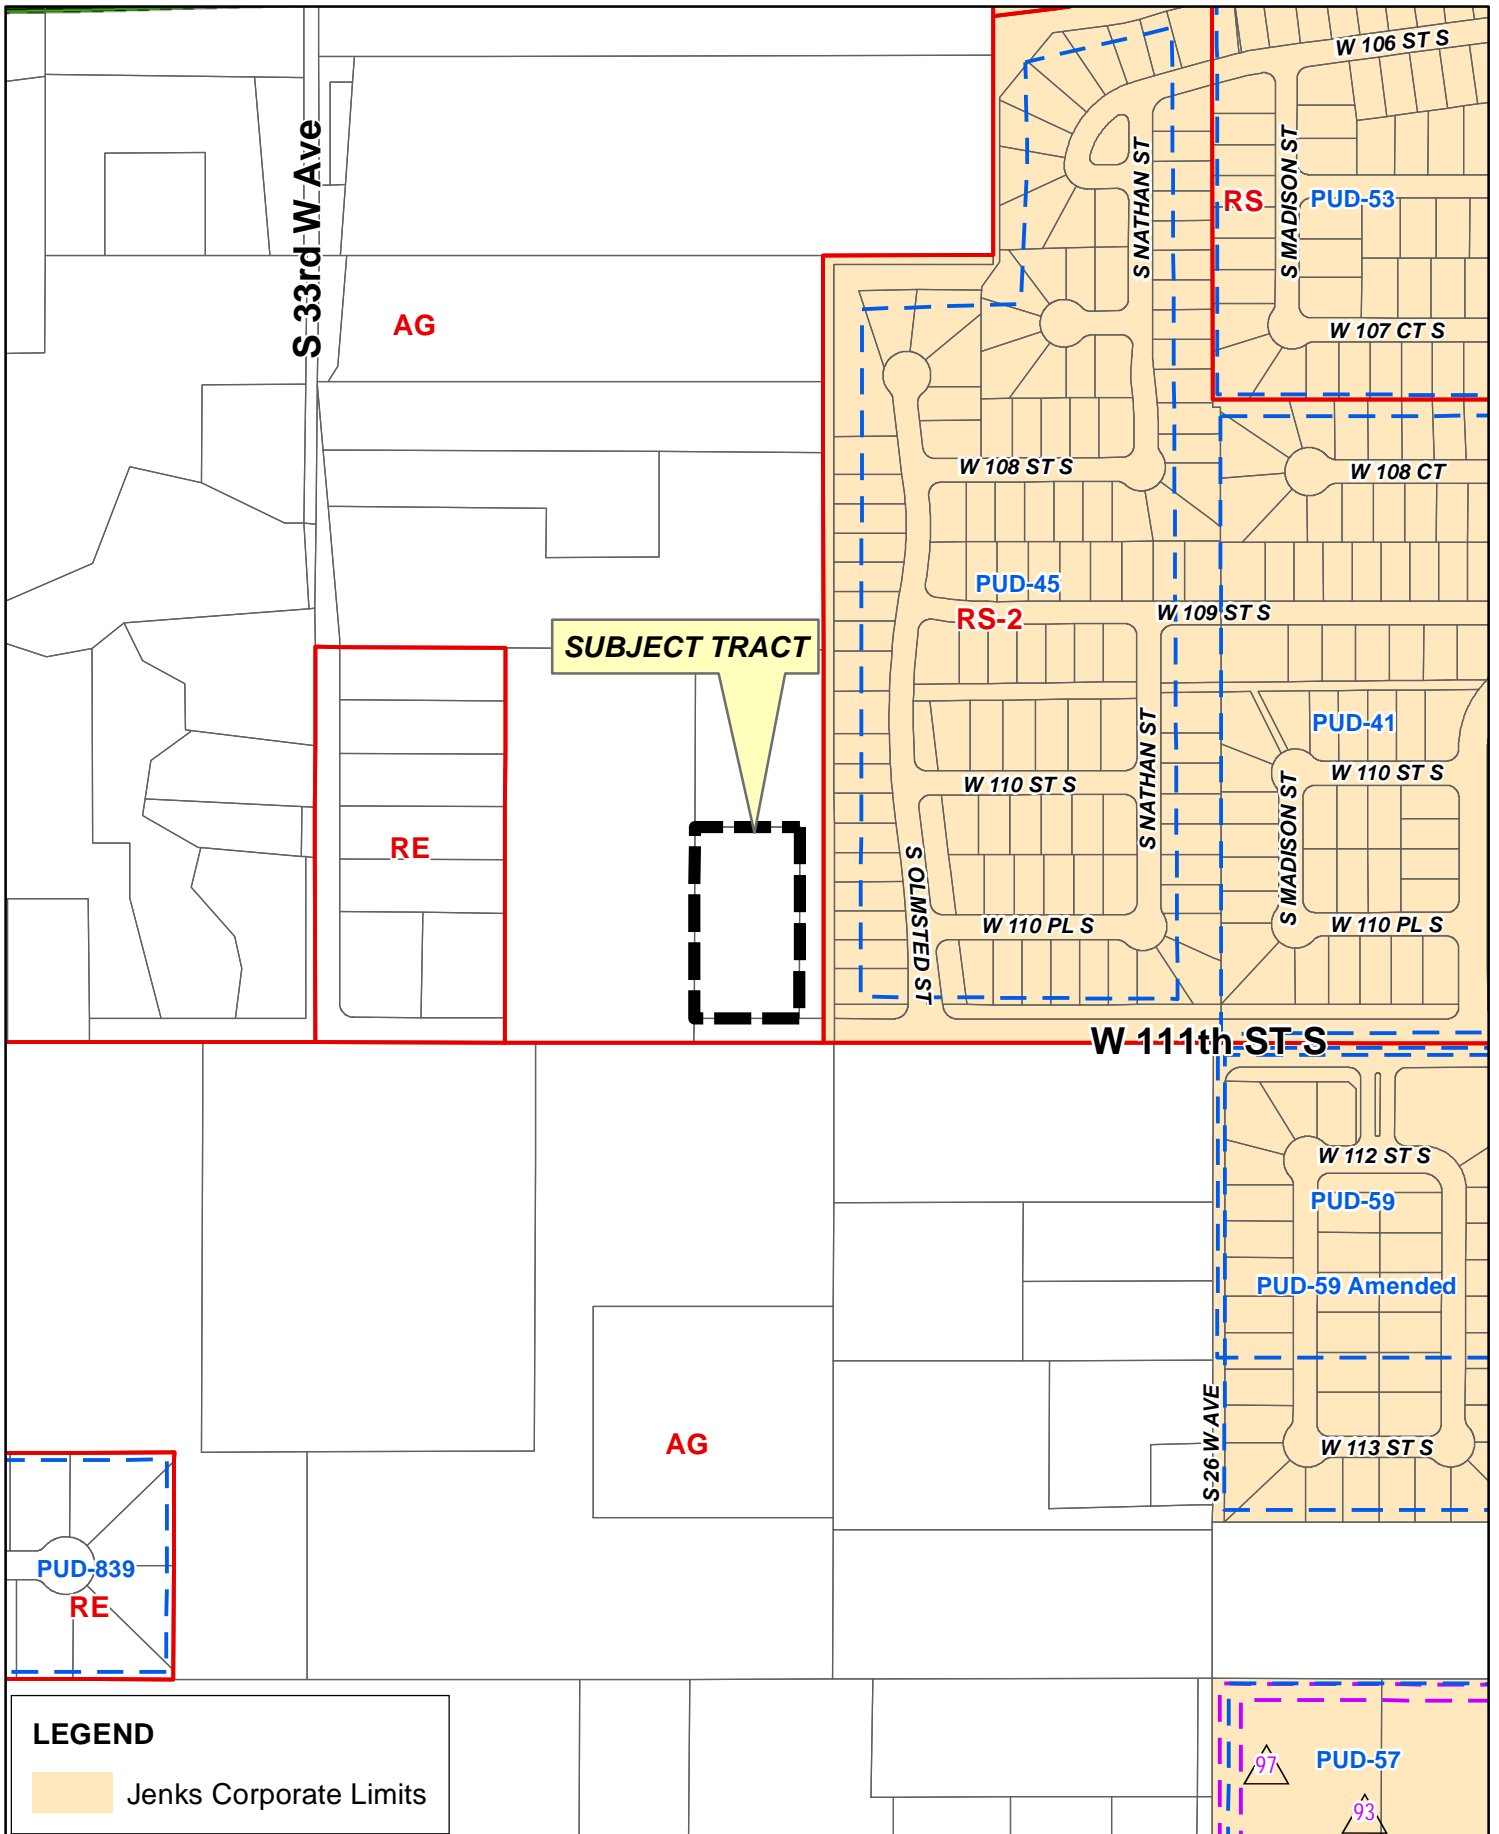 W 106 ST S
S 33rd W Ave
S NATHAN ST
S MADISON ST
RS
PUD-53
AG
W 107 CT S
W 108 ST S
W 108 CT
PUD-45
RS-2
W 109 ST S
SUBJECT TRACT
PUD-41
S NATHAN ST
W 110 ST S
W 110 ST S
S MADISON ST
RE
S OLMSTED ST
W 110 PL S
W 110 PL S
W 111th ST S
W 112 ST S
PUD-59
PUD-59 Amended
S 26 W AVE
AG
W 113 ST S
PUD-839
RE
LEGEND
Jenks Corporate Limits
97
PUD-57
93